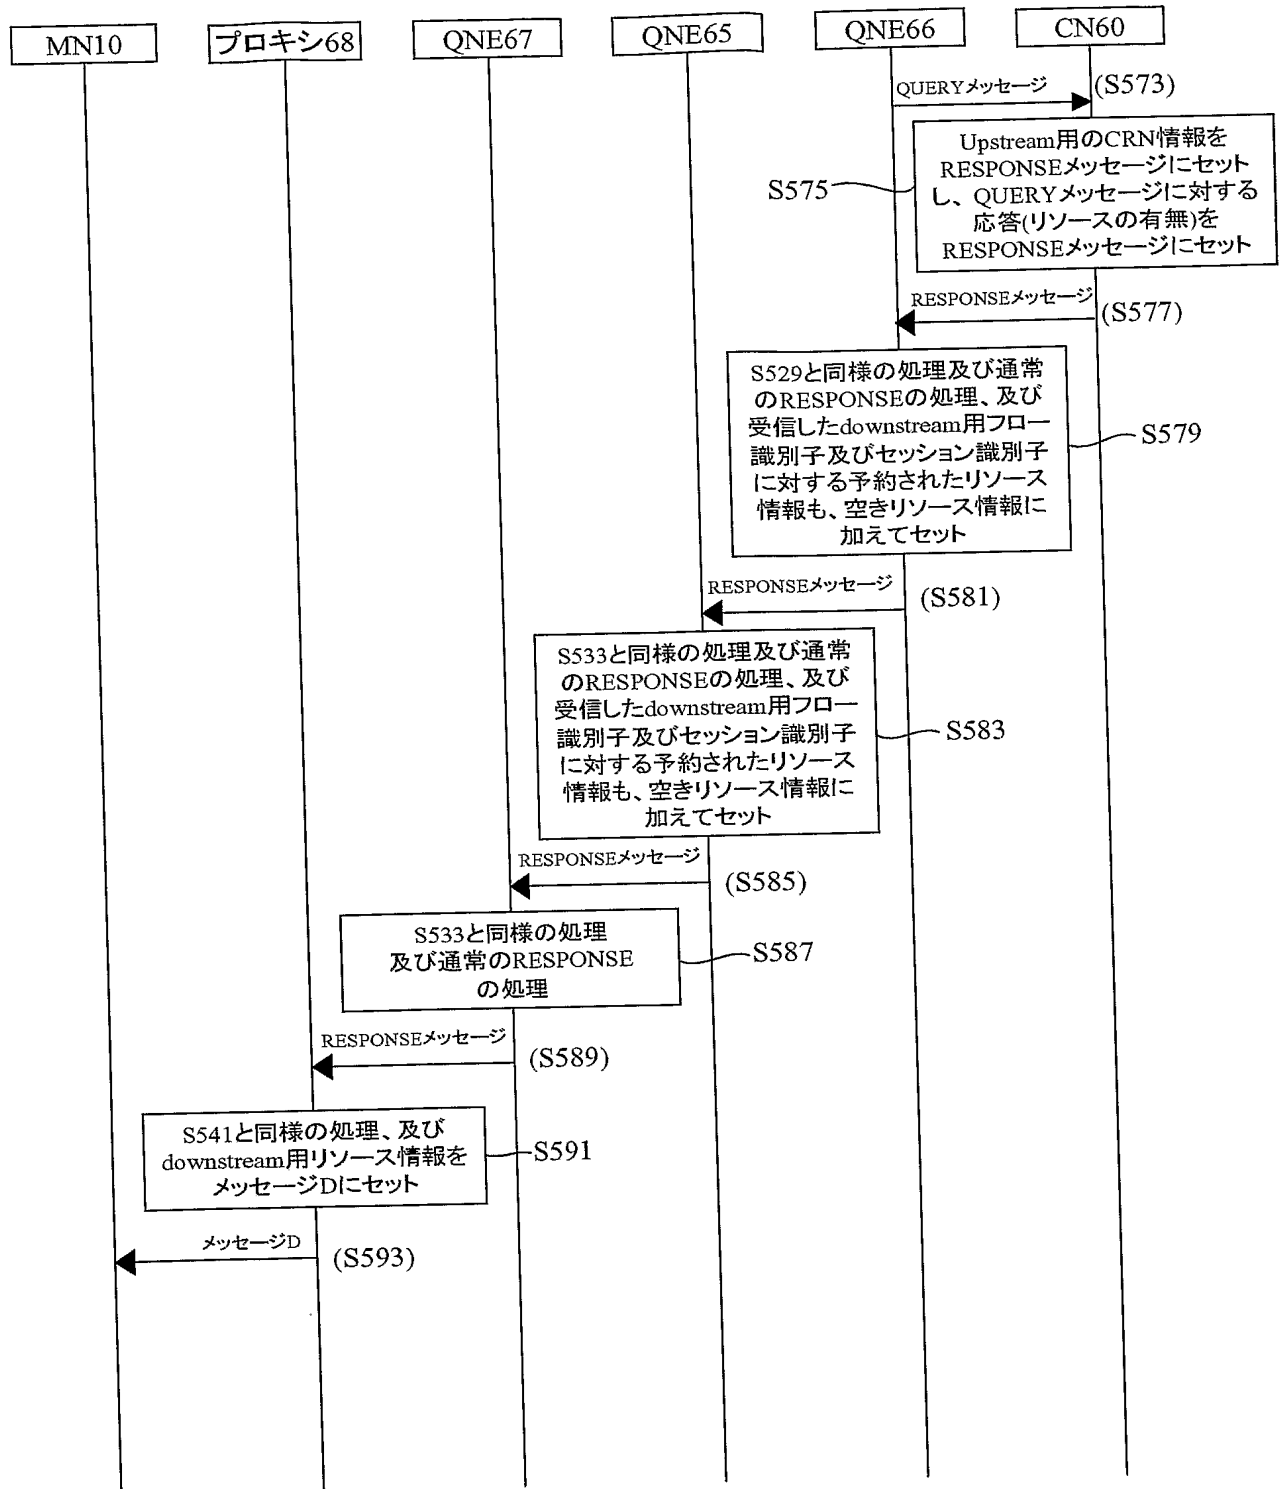 MN10
プロキシ68
QNE67
QNE65
QNE66
CN60
QUERYメッセージ
(S573)
Upstream用のCRN情報を
RESPONSEメッセージにセット
し、QUERYメッセージに対する
応答(リソースの有無)を
RESPONSEメッセージにセット
S575
RESPONSEメッセージ
(S577)
S529と同様の処理及び通常
のRESPONSEの処理、及び
受信したdownstream用フロー
識別子及びセッション識別子
に対する予約されたリソース
情報も、空きリソース情報に
加えてセット
S579
RESPONSEメッセージ
(S581)
S533と同様の処理及び通常
のRESPONSEの処理、及び
受信したdownstream用フロー
識別子及びセッション識別子
に対する予約されたリソース
情報も、空きリソース情報に
加えてセット
S583
RESPONSEメッセージ
(S585)
S533と同様の処理
及び通常のRESPONSE
の処理
S587
RESPONSEメッセージ
(S589)
S541と同様の処理、及び
downstream用リソース情報を
メッセージDにセット
S591
メッセージD
(S593)